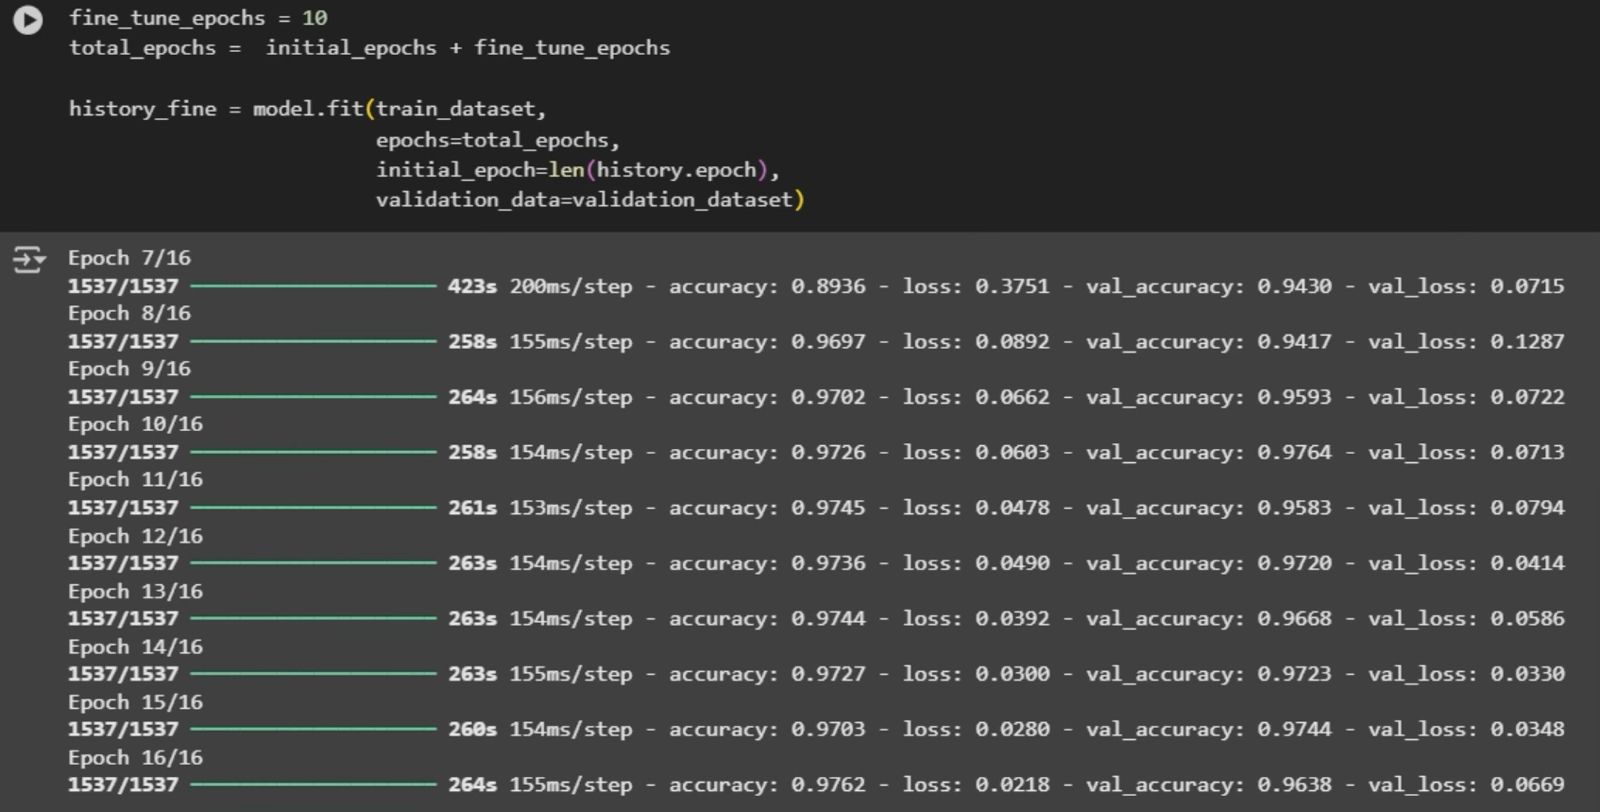 fine_tune_epochs = 10
total_epochs =  initial_epochs + fine_tune_epochs
history_fine = model.fit(train_dataset,
epochs=total_epochs,
initial_epoch=len(history.epoch),
validation_data=validation_dataset)
Epoch 7/16
1537/1537 423s 200ms/step - accuracy: 0.8936 - loss: 0.3751 - val_accuracy: 0.9430 - val_loss: 0.0715
Epoch 8/16
1537/1537 258s 155ms/step - accuracy: 0.9697 - loss: 0.0892 - val_accuracy: 0.9417 - val_loss: 0.1287
Epoch 9/16
1537/1537 264s 156ms/step - accuracy: 0.9702 - loss: 0.0662 - val_accuracy: 0.9593 - val_loss: 0.0722
Epoch 10/16
1537/1537 258s 154ms/step - accuracy: 0.9726 - loss: 0.0603 - val_accuracy: 0.9764 - val_loss: 0.0713
Epoch 11/16
1537/1537 261s 153ms/step - accuracy: 0.9745 - loss: 0.0478 - val_accuracy: 0.9583 - val_loss: 0.0794
Epoch 12/16
1537/1537 263s 154ms/step - accuracy: 0.9736 - loss: 0.0490 - val_accuracy: 0.9720 - val_loss: 0.0414
Epoch 13/16
1537/1537 263s 154ms/step - accuracy: 0.9744 - loss: 0.0392 - val_accuracy: 0.9668 - val_loss: 0.0586
Epoch 14/16
1537/1537 263s 155ms/step - accuracy: 0.9727 - loss: 0.0300 - val_accuracy: 0.9723 - val_loss: 0.0330
Epoch 15/16
1537/1537 260s 154ms/step - accuracy: 0.9703 - loss: 0.0280 - val_accuracy: 0.9744 - val_loss: 0.0348
Epoch 16/16
1537/1537 264s 155ms/step - accuracy: 0.9762 - loss: 0.0218 - val_accuracy: 0.9638 - val_loss: 0.0669